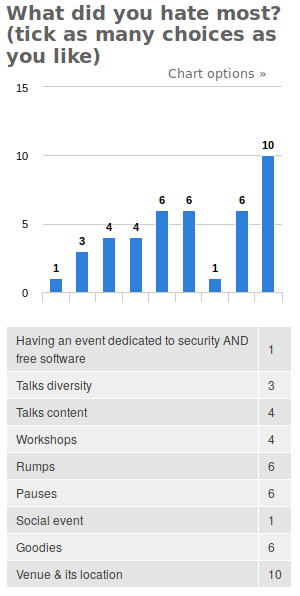 What did you hate most?
(tick as many choices as
you like)
Chart options »
15
10
5
0
1
3
4
4
6
6
1
6
10
Having an event dedicated to security AND
free software 1
Talks diversity 3
Talks content 4
Workshops 4
Rumps 6
Pauses 6
Social event 1
Goodies 6
Venue & its location 10